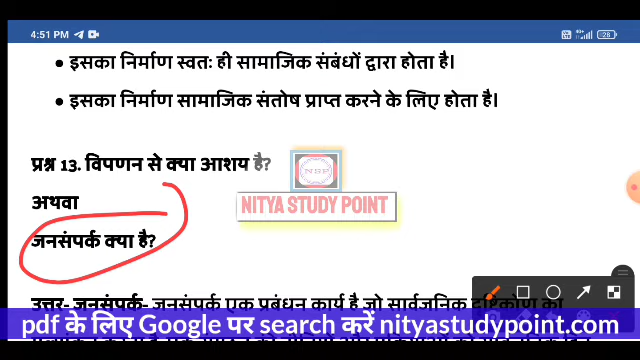 4:51 PM
28
• इसका निर्माण स्वतः ही सामाजिक संबंधों द्वारा होता है।
• इसका निर्माण सामाजिक संतोष प्राप्त करने के लिए होता है।
प्रश्न 13. विपणन से क्या आशय है?
NSP
अथवा
NITYA STUDY POINT
जनसंपर्क क्या है?
उत्तर- जनसंपर्क- जनसंपर्क एक प्रबंधन कार्य है जो सार्वजनिक दृष्टिकोण का
pdf के लिए Google पर search करें nityastudypoint.com